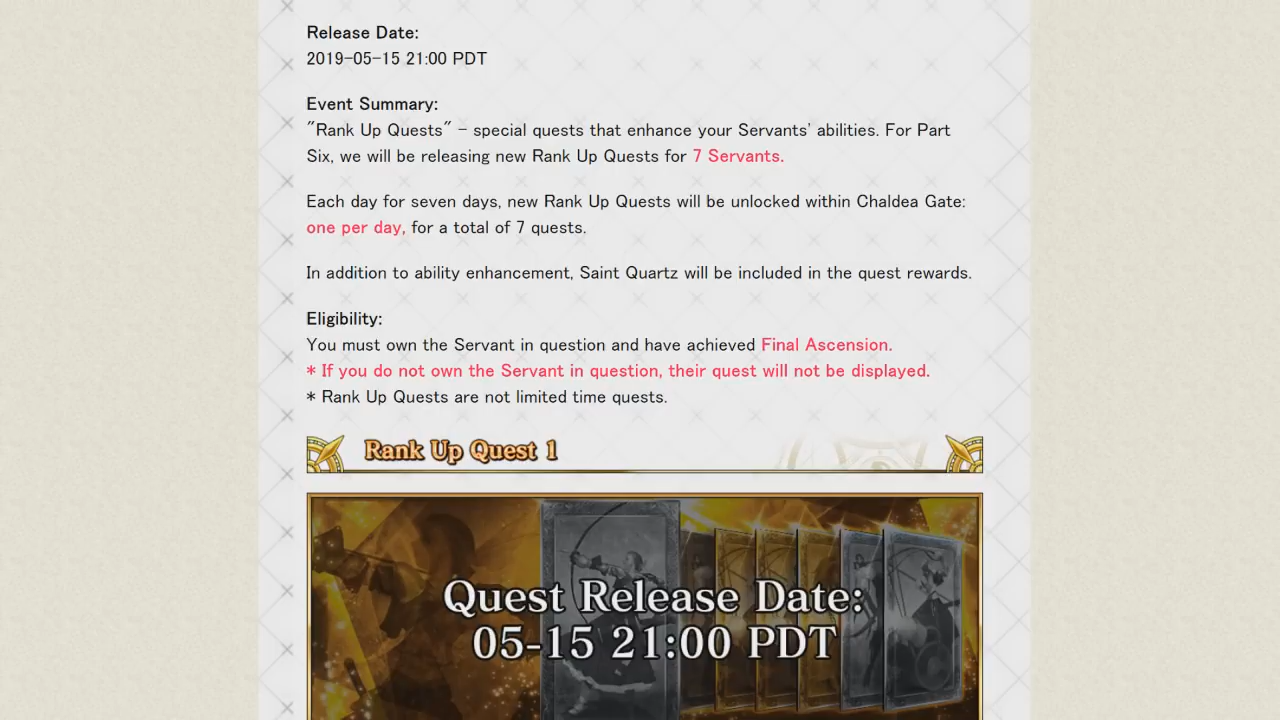 Release Date:
2019-05-15 21:00 PDT
Event Summary:
"Rank Up Quests" - special quests that enhance your Servants' abilities. For Part
Six, we will be releasing new Rank Up Quests for 7 Servants.
Each day for seven days, new Rank Up Quests will be unlocked within Chaldea Gate:
one per day, for a total of 7 quests.
In addition to ability enhancement, Saint Quartz will be included in the quest rewards.
Eligibility:
You must own the Servant in question and have achieved Final Ascension.
* If you do not own the Servant in question, their quest will not be displayed.
* Rank Up Quests are not limited time quests.
Rank Up Quest 1
Quest Release Date:
05-15 21:00 PDT